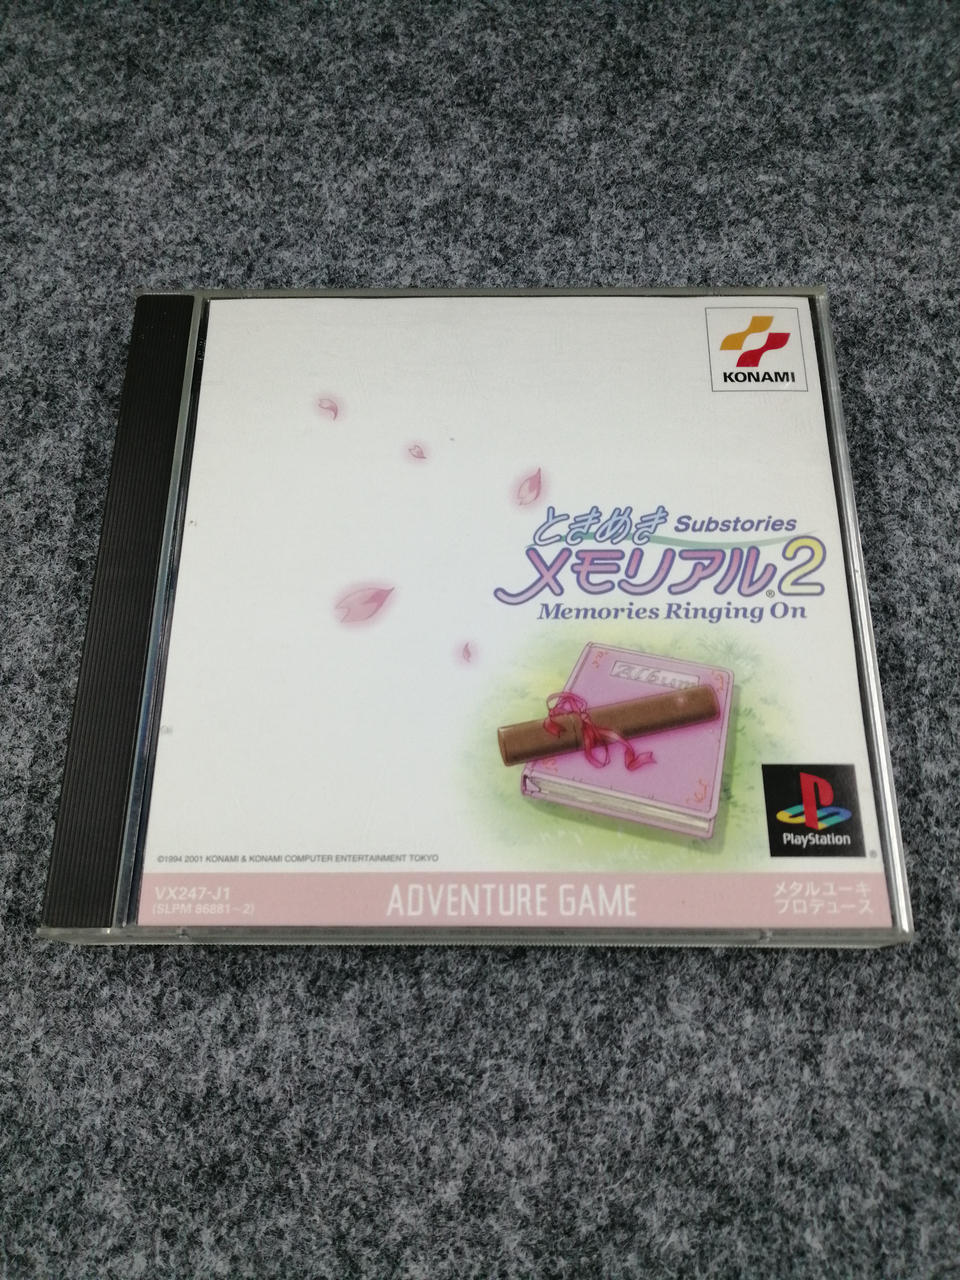 KONAMI
ときめき Substories
メモリアル®2
Memories Ringing On
Album
PlayStation®
©1994 2001 KONAMI & KONAMI COMPUTER ENTERTAINMENT TOKYO
VX247-J1
(SLPM 86881~2)
ADVENTURE GAME
メタルユーキ
プロデュース